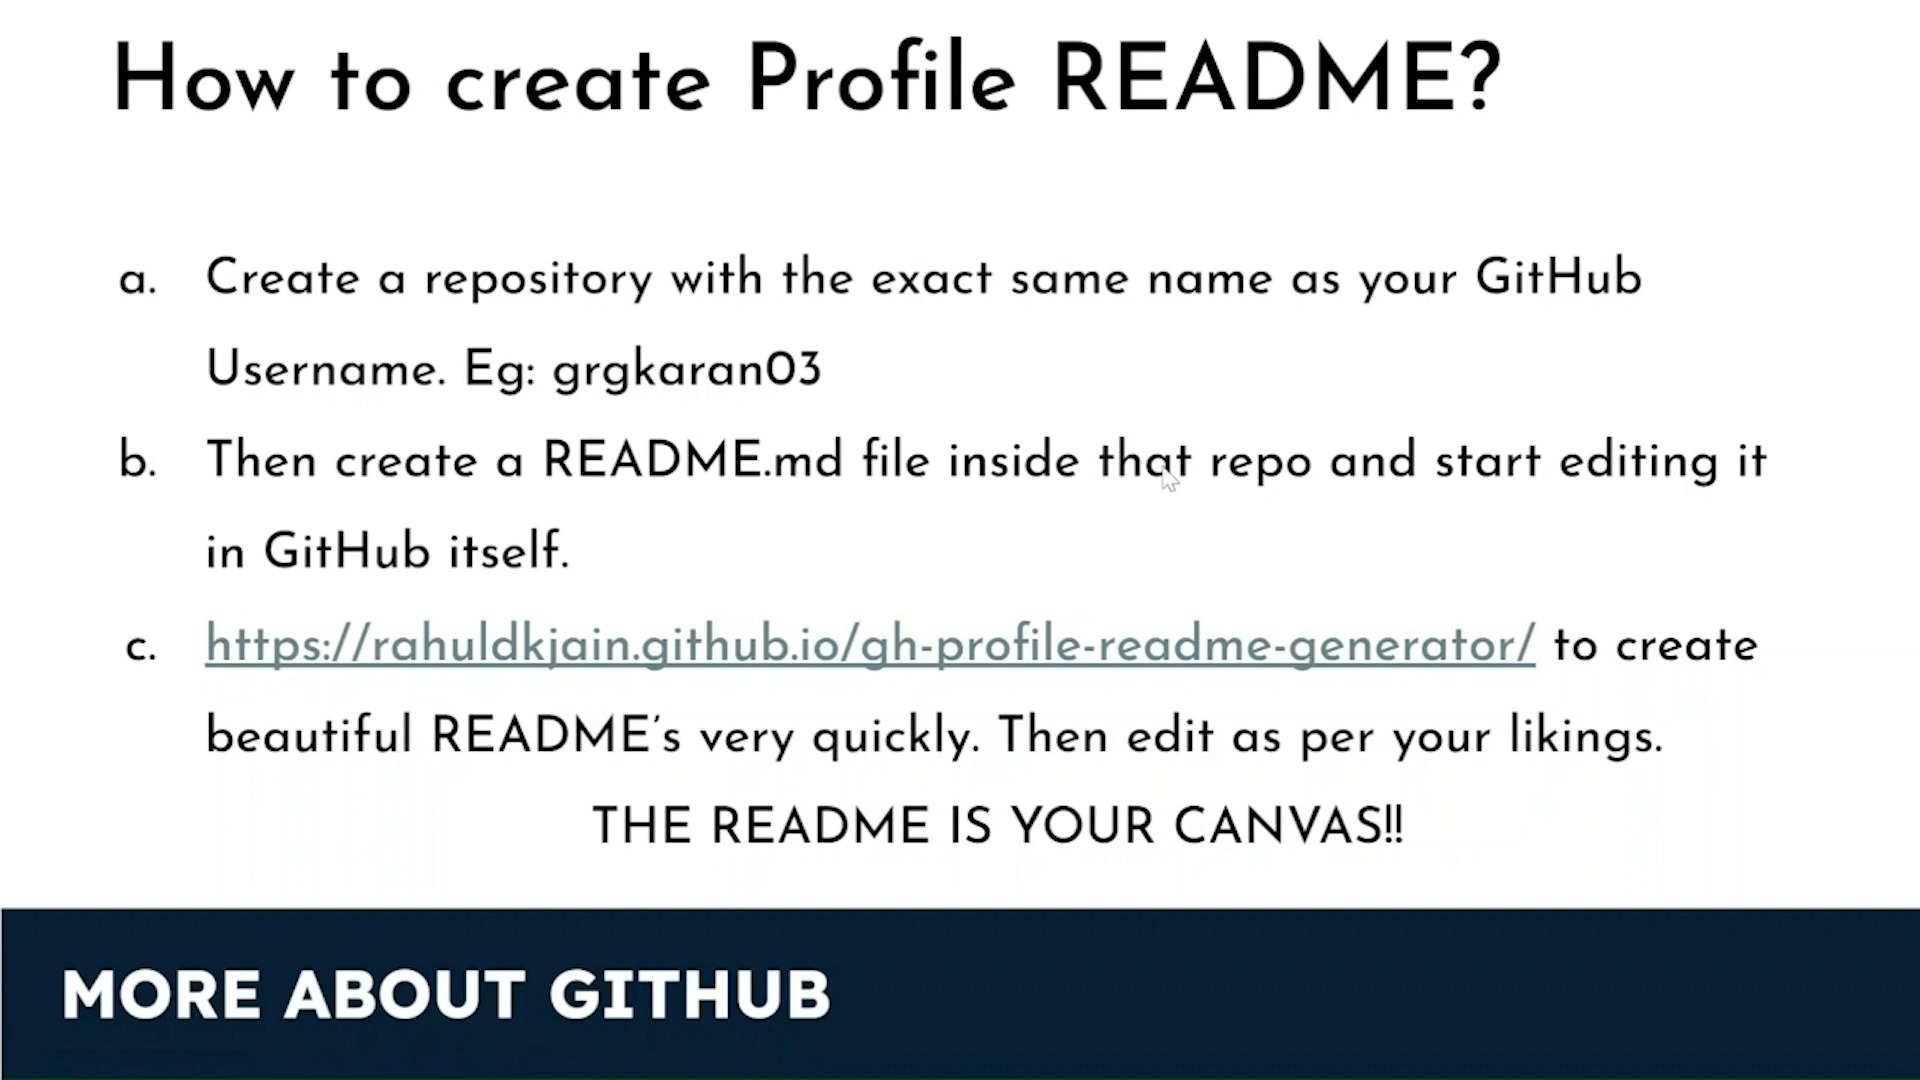 How to create Profile README?
a. Create a repository with the exact same name as your GitHub
Username. Eg: grgkaran03
b. Then create a README.md file inside that repo and start editing it
in GitHub itself.
c. https://rahuldkjain.github.io/gh-profile-readme-generator/ to create
beautiful README’s very quickly. Then edit as per your likings.
THE README IS YOUR CANVAS!!
MORE ABOUT GITHUB